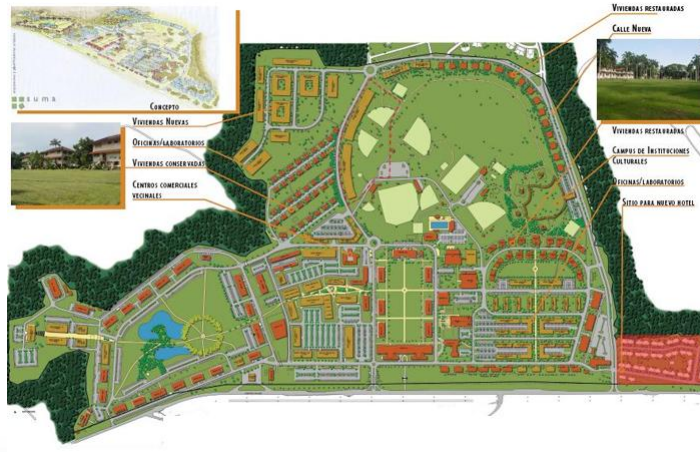 suma
Concepto
Viviendas Nuevas
Oficinas/laboratorios
Viviendas conservadas
Centros comerciales
vecinales
Viviendas restauradas
Calle Nueva
Viviendas restauradas
Campus de Instituciones
Culturales
Oficinas/laboratorios
Sitio para nuevo hotel